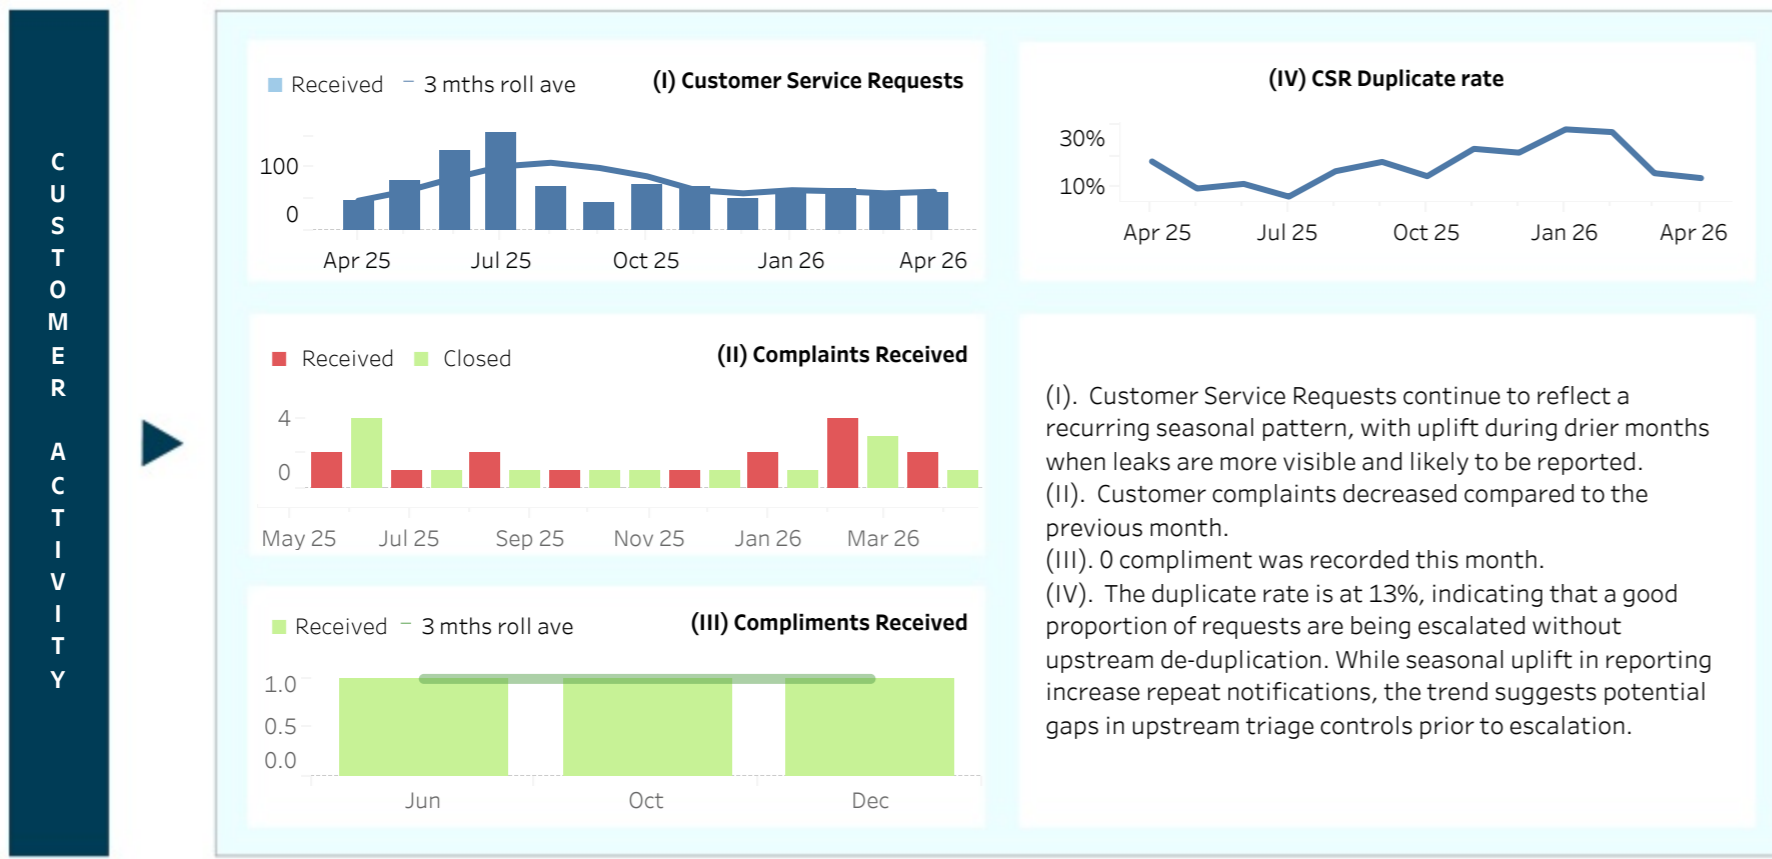 CUSTOMER ACTIVITY
Received 3 mths roll ave (I) Customer Service Requests
100
0
Apr 25 Jul 25 Oct 25 Jan 26 Apr 26
(IV) CSR Duplicate rate
30%
10%
Apr 25 Jul 25 Oct 25 Jan 26 Apr 26
Received Closed (II) Complaints Received
4
0
May 25 Jul 25 Sep 25 Nov 25 Jan 26 Mar 26
Received 3 mths roll ave (III) Compliments Received
1.0
0.5
0.0
Jun Oct Dec
(I). Customer Service Requests continue to reflect a
recurring seasonal pattern, with uplift during drier months
when leaks are more visible and likely to be reported.
(II). Customer complaints decreased compared to the
previous month.
(III). 0 compliment was recorded this month.
(IV). The duplicate rate is at 13%, indicating that a good
proportion of requests are being escalated without
upstream de-duplication. While seasonal uplift in reporting
increase repeat notifications, the trend suggests potential
gaps in upstream triage controls prior to escalation.